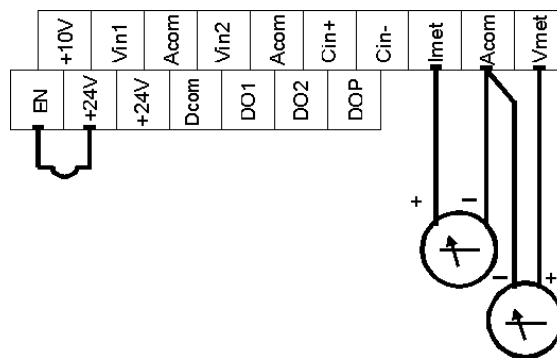 +10V Vin1 Acom Vin2 Acom Cin+ Cin- Imet Acom Vmet
EN +24V +24V Dcom DO1 DO2 DOP
+ −
− +